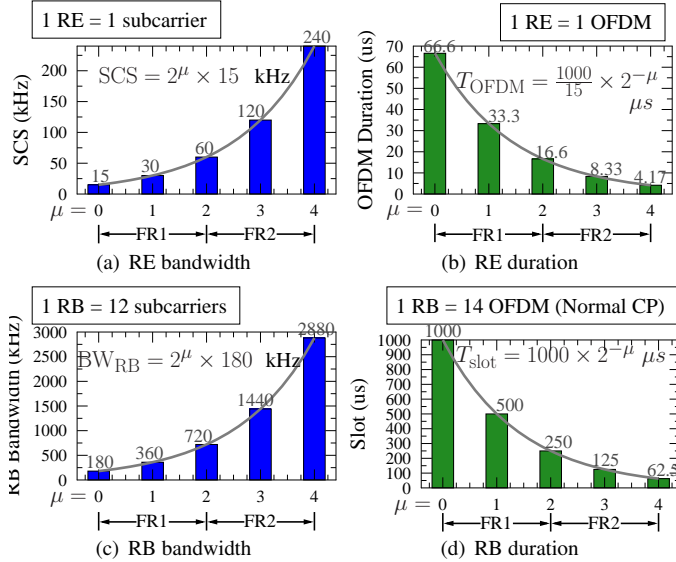 1 RE = 1 subcarrier
SCS (kHz)
200
150
100
50
0
SCS = 2^μ × 15 kHz
15
30
60
120
240
μ = 0 1 2 3 4
FR1 FR2
(a) RE bandwidth
1 RE = 1 OFDM
OFDM Duration (us)
70
60
50
40
30
20
10
0
T_OFDM = 1000/15 × 2^−μ
μs
66.6
33.3
16.6
8.33
4.17
μ = 0 1 2 3 4
FR1 FR2
(b) RE duration
1 RB = 12 subcarriers
RB Bandwidth (kHz)
3000
2500
2000
1500
1000
500
0
BW_RB = 2^μ × 180 kHz
180
360
720
1440
2880
μ = 0 1 2 3 4
FR1 FR2
(c) RB bandwidth
1 RB = 14 OFDM (Normal CP)
Slot (us)
1000
900
800
700
600
500
400
300
200
100
0
T_slot = 1000 × 2^−μ μs
1000
500
250
125
62.5
μ = 0 1 2 3 4
FR1 FR2
(d) RB duration